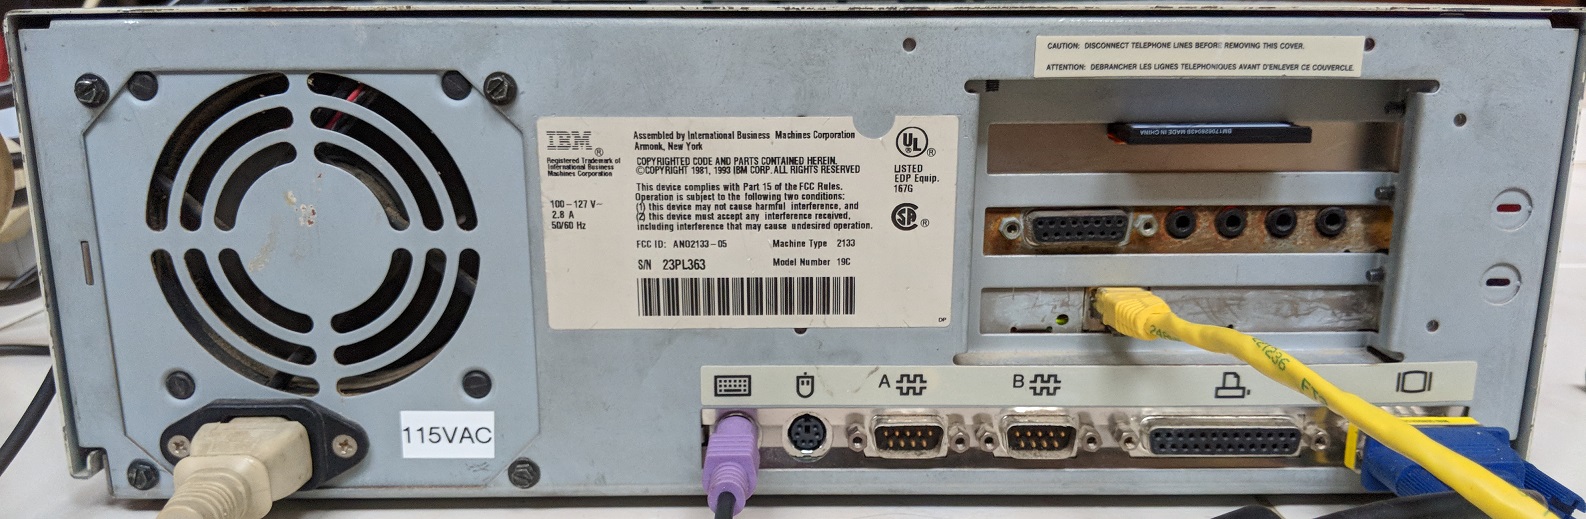 CAUTION: DISCONNECT TELEPHONE LINES BEFORE REMOVING THIS COVER.
ATTENTION: DEBRANCHER LES LIGNES TELEPHONIQUES AVANT D'ENLEVER CE COUVERCLE.
BM1706260439 MADE IN CHINA
IBM®
Registered Trademark of
International Business
Machines Corporation
100-127 V~
2.8 A
50/60 Hz
Assembled by International Business Machines Corporation
Armonk, New York
COPYRIGHTED CODE AND PARTS CONTAINED HEREIN.
©COPYRIGHT 1981, 1993 IBM CORP. ALL RIGHTS RESERVED
This device complies with Part 15 of the FCC Rules.
Operation is subject to the following two conditions:
(1) this device may not cause harmful interference, and
(2) this device must accept any interference received,
including interference that may cause undesired operation.
FCC ID: ANO2133-05 Machine Type 2133
S/N 23PL363 Model Number 19C
UL®
LISTED
EDP Equip.
167G
SA®
DP
A
B
115VAC